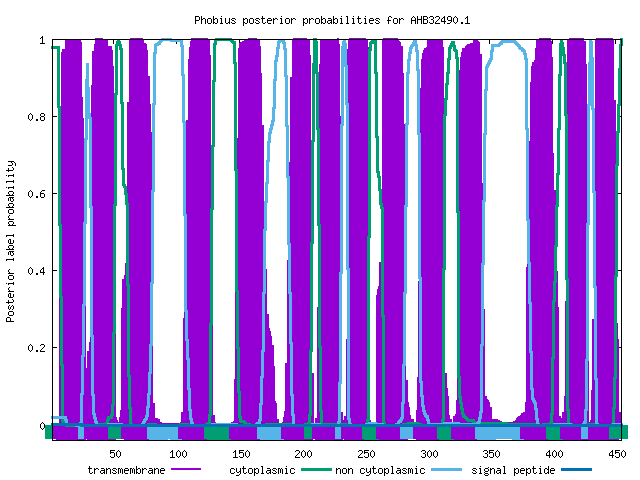 Phobius posterior probabilities for AHB32490.1
1
0.8
0.6
0.4
0.2
0
Posterior label probability
50 100 150 200 250 300 350 400 450
transmembrane cytoplasmic non cytoplasmic signal peptide